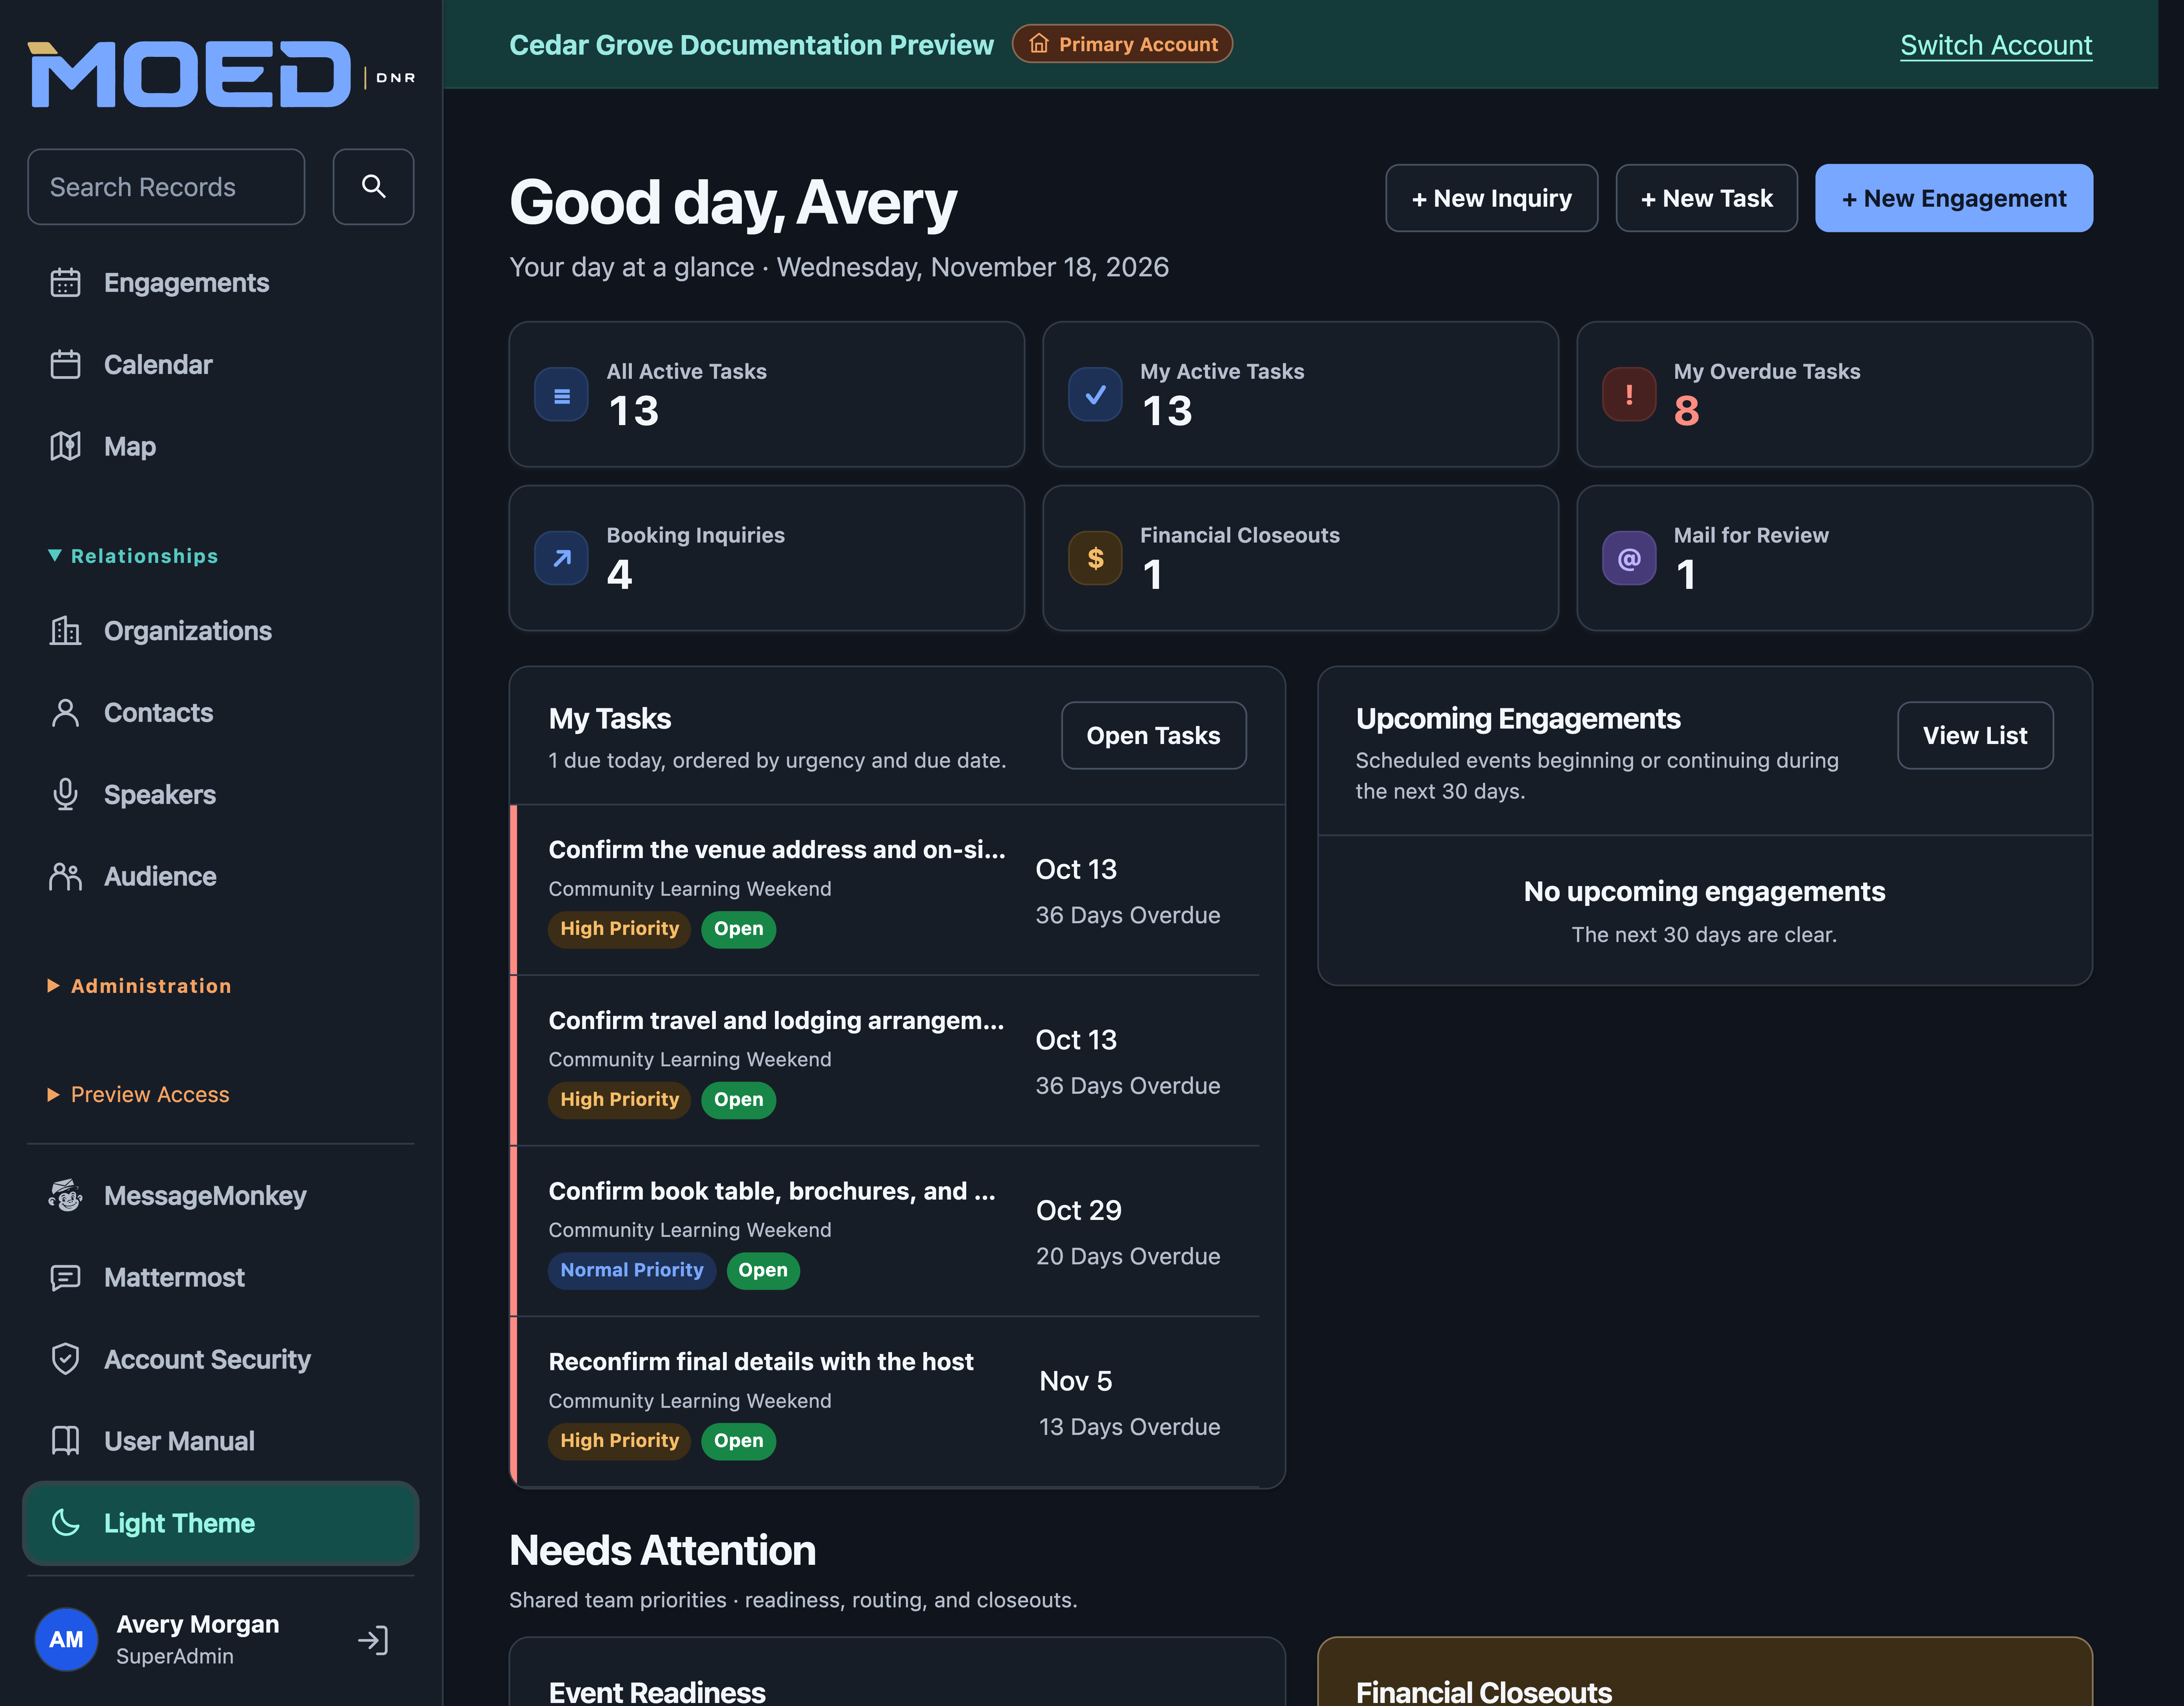 MOED | DNR
Search Records
Engagements
Calendar
Map
Relationships
Organizations
Contacts
Speakers
Audience
Administration
Preview Access
MessageMonkey
Mattermost
Account Security
User Manual
Light Theme
AM
Avery Morgan
SuperAdmin
Cedar Grove Documentation Preview
Primary Account
Switch Account
Good day, Avery
Your day at a glance · Wednesday, November 18, 2026
+ New Inquiry
+ New Task
+ New Engagement
All Active Tasks
13
My Active Tasks
13
!
My Overdue Tasks
8
Booking Inquiries
4
$
Financial Closeouts
1
@
Mail for Review
1
My Tasks
1 due today, ordered by urgency and due date.
Open Tasks
Confirm the venue address and on-si...
Community Learning Weekend
High Priority Open
Oct 13
36 Days Overdue
Confirm travel and lodging arrangem...
Community Learning Weekend
High Priority Open
Oct 13
36 Days Overdue
Confirm book table, brochures, and ...
Community Learning Weekend
Normal Priority Open
Oct 29
20 Days Overdue
Reconfirm final details with the host
Community Learning Weekend
High Priority Open
Nov 5
13 Days Overdue
Upcoming Engagements
Scheduled events beginning or continuing during
the next 30 days.
View List
No upcoming engagements
The next 30 days are clear.
Needs Attention
Shared team priorities · readiness, routing, and closeouts.
Event Readiness
Financial Closeouts